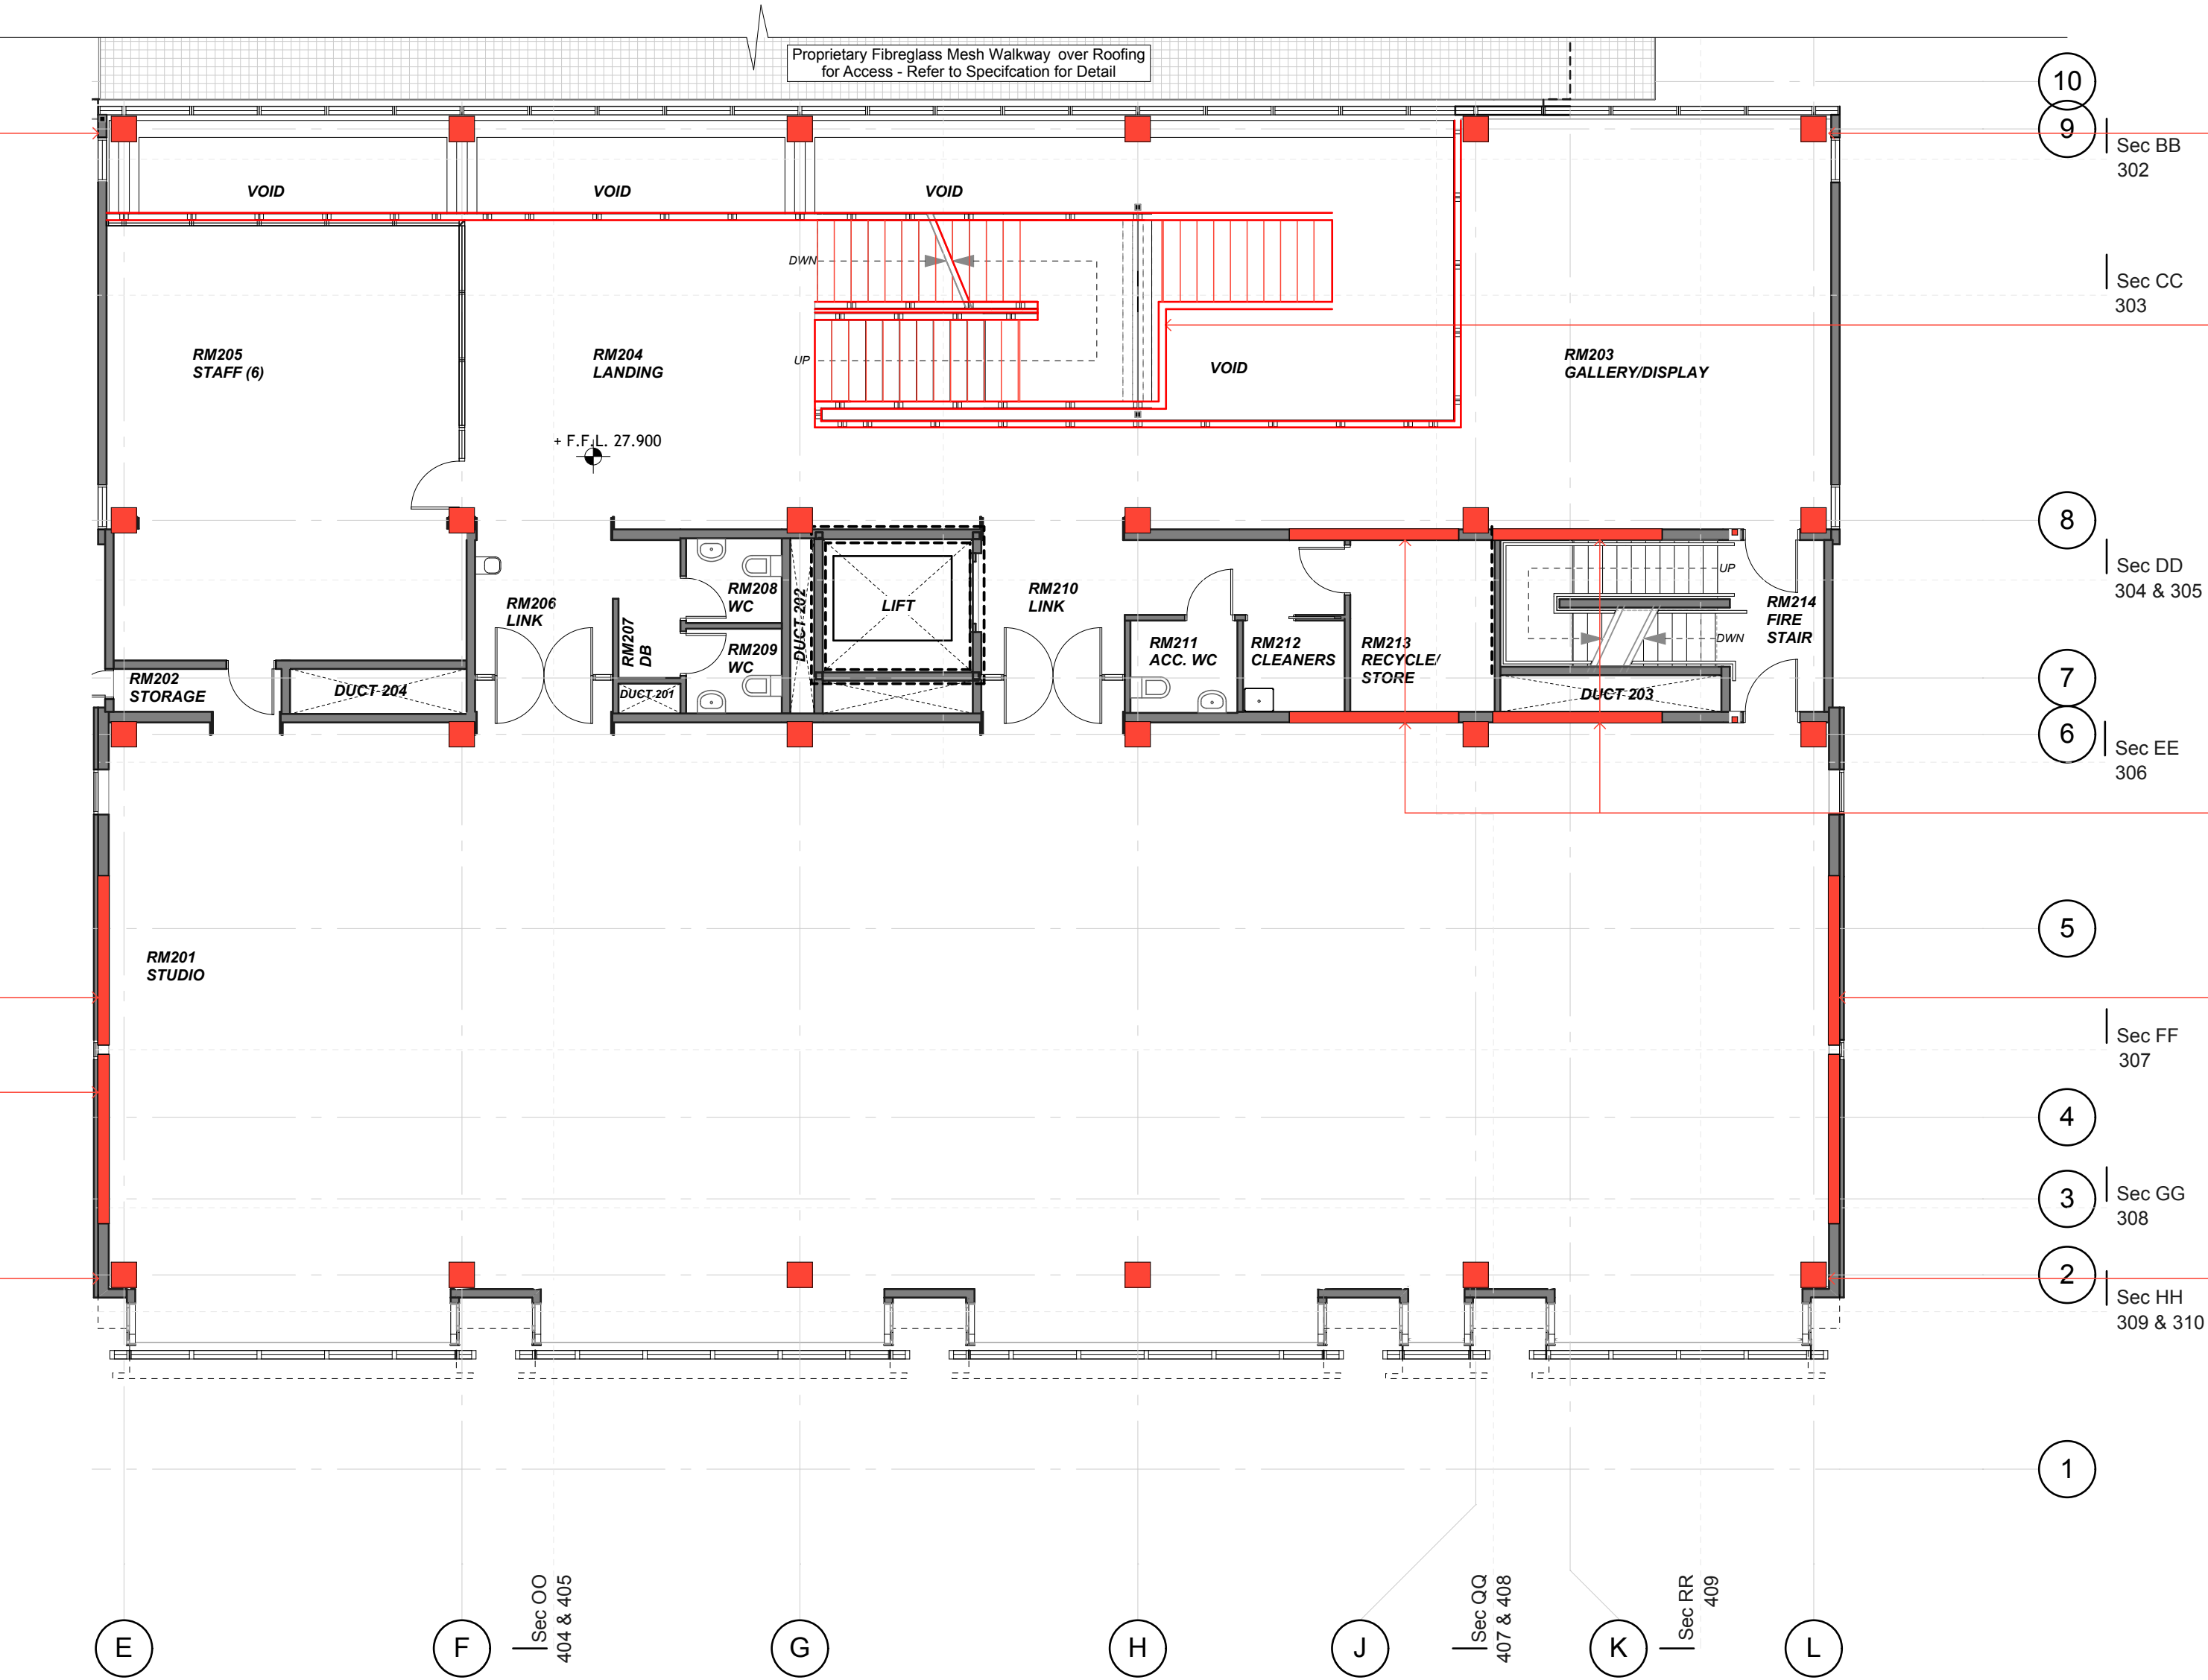 Proprietary Fibreglass Mesh Walkway over Roofing
for Access - Refer to Specifcation for Detail
10
9
Sec BB
302
VOID
VOID
VOID
DWN
Sec CC
303
RM205
STAFF (6)
RM204
LANDING
UP
VOID
RM203
GALLERY/DISPLAY
+ F.F.L. 27.900
8
Sec DD
304 & 305
RM206
LINK
RM207
DB
RM208
WC
RM209
WC
DUCT 202
LIFT
RM210
LINK
RM211
ACC. WC
RM212
CLEANERS
RM213
RECYCLE/
STORE
UP
DWN
RM214
FIRE
STAIR
RM202
STORAGE
DUCT 204
DUCT 201
DUCT 203
7
6
Sec EE
306
5
RM201
STUDIO
Sec FF
307
4
3
Sec GG
308
2
Sec HH
309 & 310
1
E
F
Sec OO
404 & 405
G
H
J
Sec QQ
407 & 408
K
Sec RR
409
L